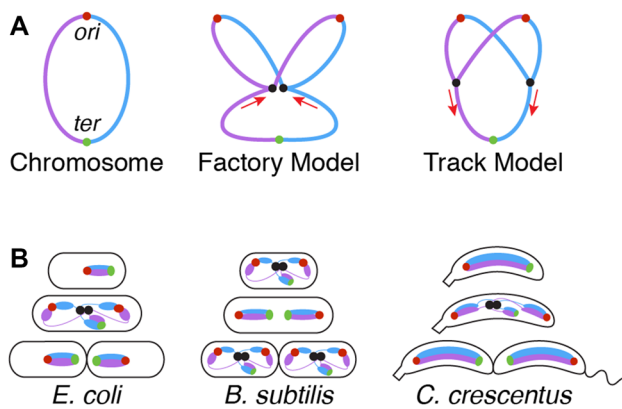 A
ori
ter
Chromosome
Factory Model
Track Model
B
E. coli
B. subtilis
C. crescentus